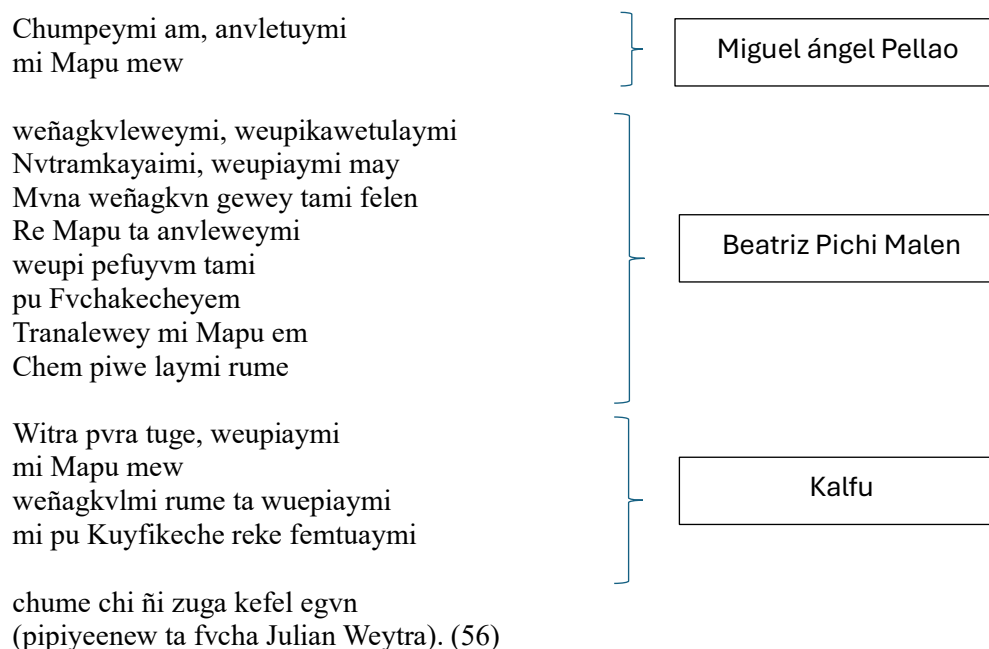 Chumpeymi am, anvletuymi
mi Mapu mew
Miguel ángel Pellao
weñagkvleweymi, weupikawetulaymi
Nvtramkayaimi, weupiaymi may
Mvna weñagkvn gewey tami felen
Re Mapu ta anvleweymi
weupi pefuyvm tami
pu Fvchakecheyem
Tranalewey mi Mapu em
Chem piwe laymi rume
Beatriz Pichi Malen
Witra pvra tuge, weupiaymi
mi Mapu mew
weñagkvlmi rume ta wuepiaymi
mi pu Kuyfikeche reke femtuaymi
Kalfu
chume chi ñi zuga kefel egvn
(pipiyeenew ta fvcha Julian Weytra). (56)